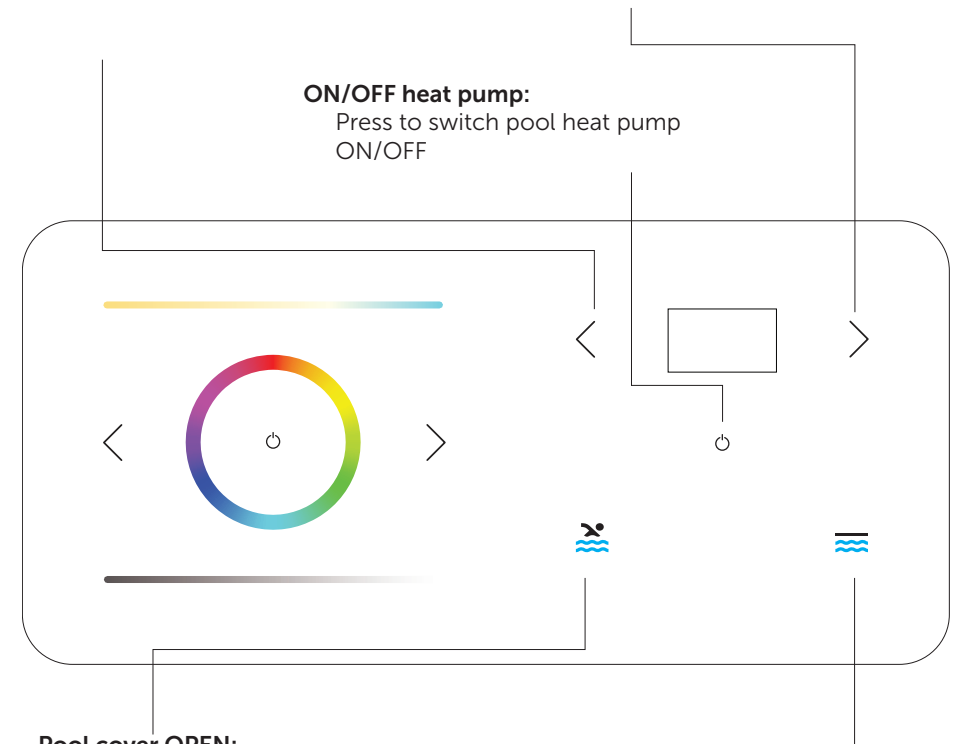 ON/OFF heat pump:
Press to switch pool heat pump
ON/OFF
Pool cover OPEN: